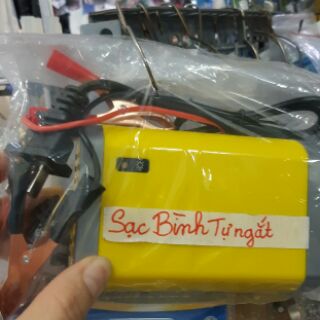 Sạc Bình Tự ngắt